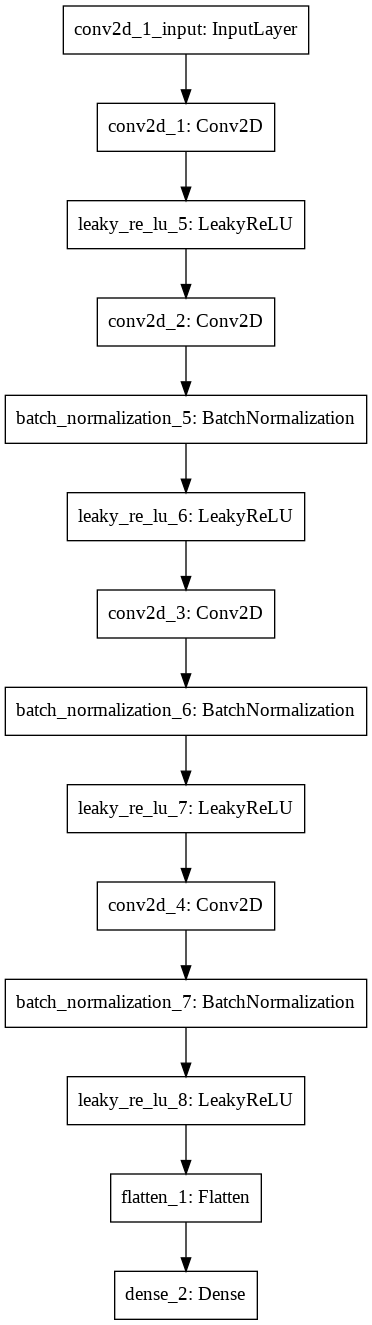 conv2d_1_input: InputLayer
conv2d_1: Conv2D
leaky_re_lu_5: LeakyReLU
conv2d_2: Conv2D
batch_normalization_5: BatchNormalization
leaky_re_lu_6: LeakyReLU
conv2d_3: Conv2D
batch_normalization_6: BatchNormalization
leaky_re_lu_7: LeakyReLU
conv2d_4: Conv2D
batch_normalization_7: BatchNormalization
leaky_re_lu_8: LeakyReLU
flatten_1: Flatten
dense_2: Dense